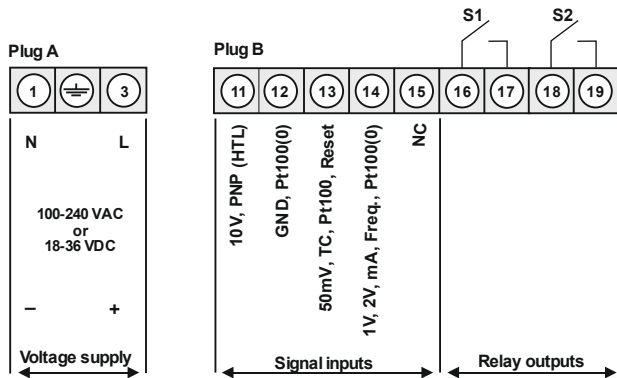 S1
S2
Plug A
Plug B
1
3
11
12
13
14
15
16
17
18
19
N
L
100-240 VAC
or
18-36 VDC
–
+
Voltage supply
10V, PNP (HTL)
GND, Pt100(0)
50mV, TC, Pt100, Reset
1V, 2V, mA, Freq., Pt100(0)
NC
Signal inputs
Relay outputs